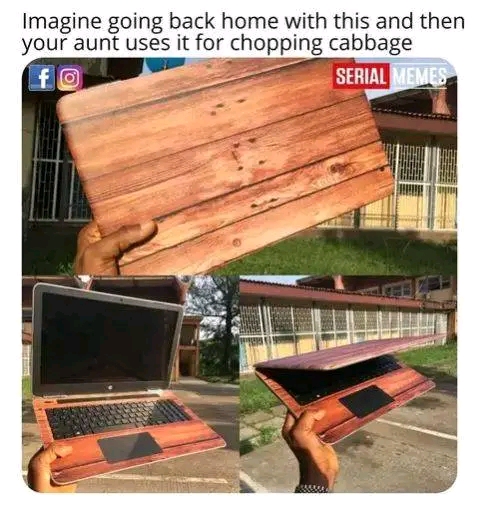 Imagine going back home with this and then
your aunt uses it for chopping cabbage
SERIAL MEMES